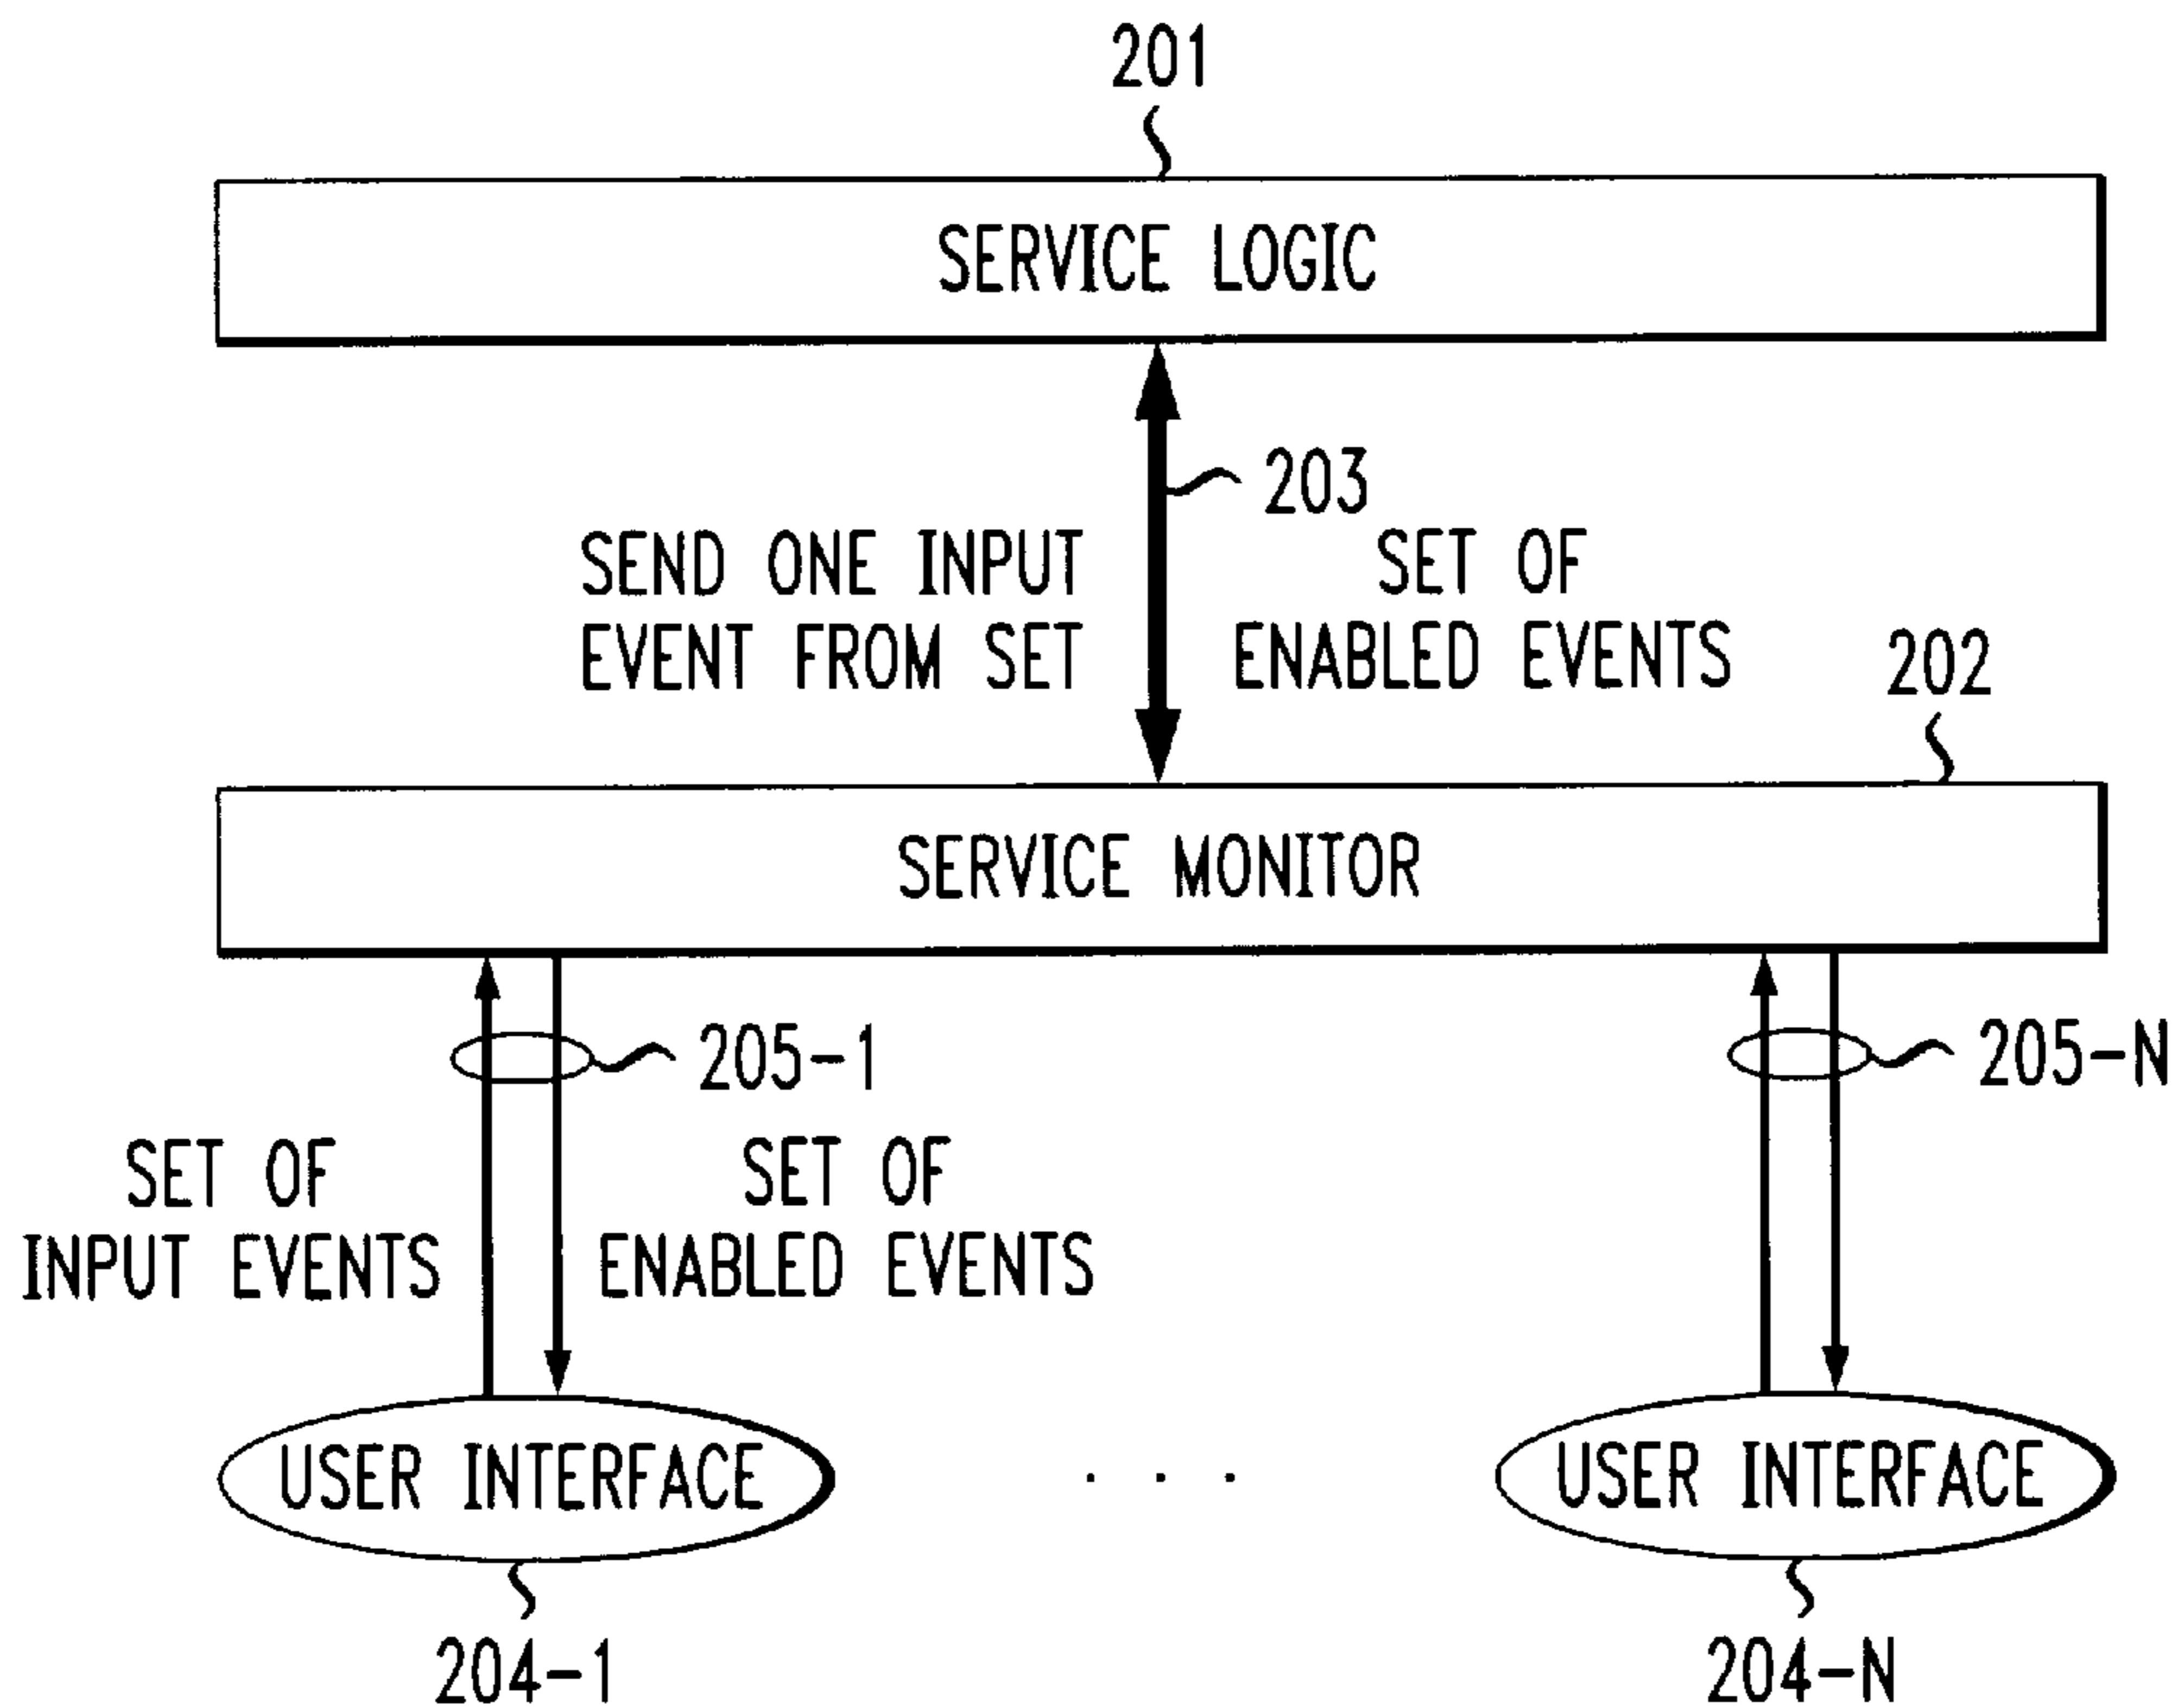 201
SERVICE LOGIC
203
SEND ONE INPUT
EVENT FROM SET
SET OF
ENABLED EVENTS
202
SERVICE MONITOR
205-1
205-N
SET OF
INPUT EVENTS
SET OF
ENABLED EVENTS
USER INTERFACE
. . .
USER INTERFACE
204-1
204-N